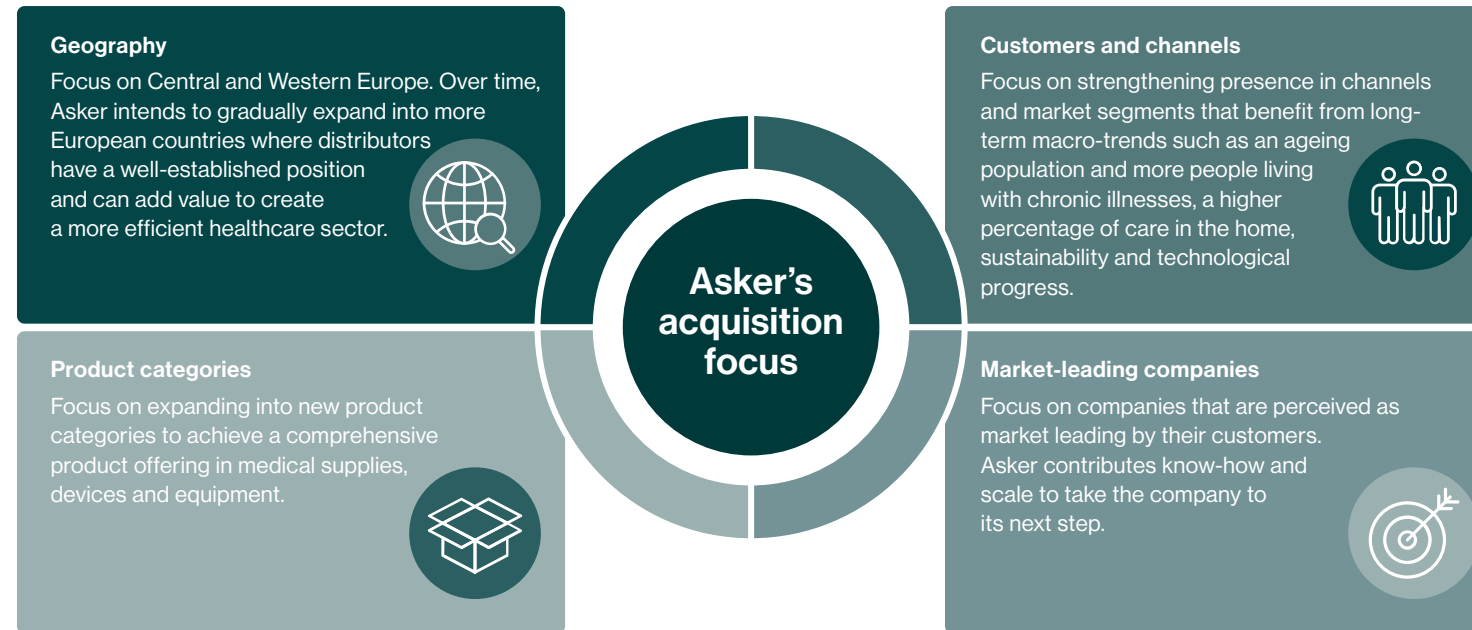 Geography
Focus on Central and Western Europe. Over time,
Asker intends to gradually expand into more
European countries where distributors
have a well-established position
and can add value to create
a more efficient healthcare sector.
Customers and channels
Focus on strengthening presence in channels
and market segments that benefit from long-
term macro-trends such as an ageing
population and more people living
with chronic illnesses, a higher
percentage of care in the home,
sustainability and technological
progress.
Asker’s
acquisition
focus
Product categories
Focus on expanding into new product
categories to achieve a comprehensive
product offering in medical supplies,
devices and equipment.
Market-leading companies
Focus on companies that are perceived as
market leading by their customers.
Asker contributes know-how and
scale to take the company to
its next step.